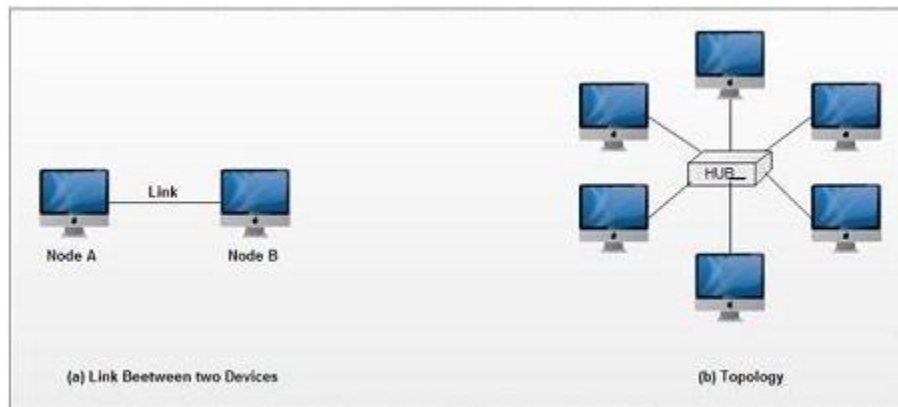 Link
Node A
Node B
(a) Link Beetween two Devices
HUB
(b) Topology